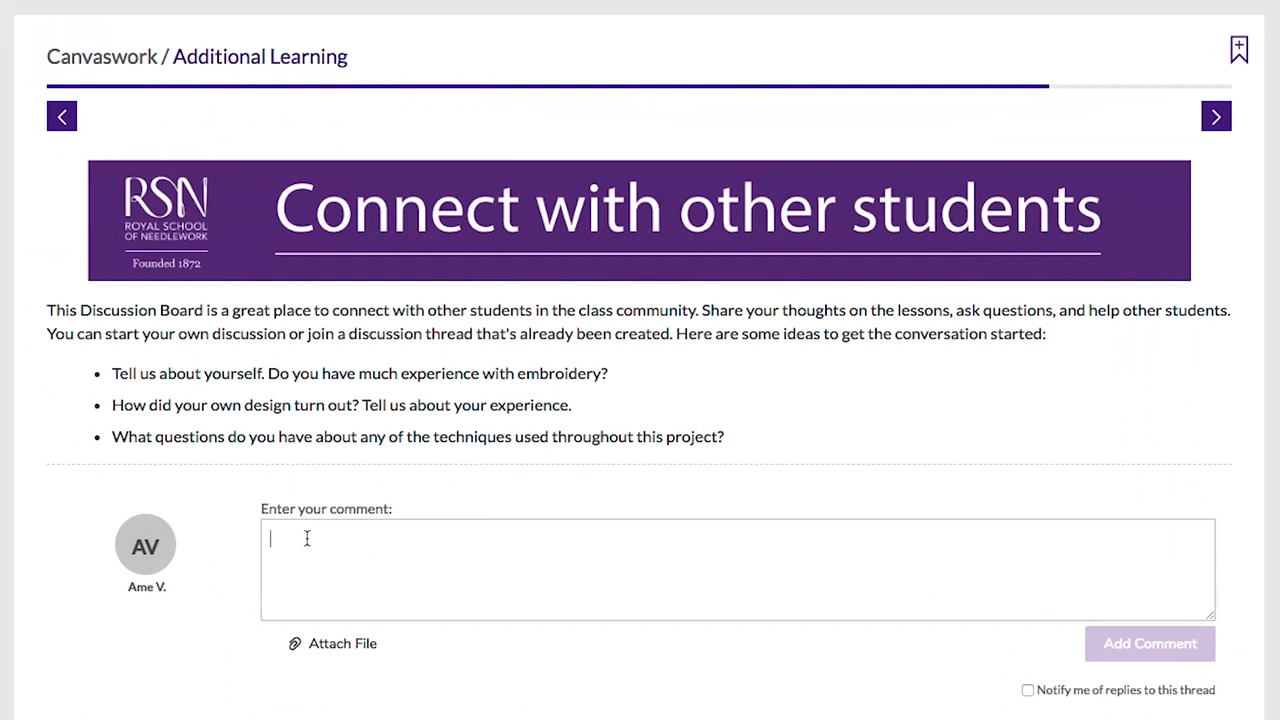 Canvaswork / Additional Learning
RSN
ROYAL SCHOOL
OF NEEDLEWORK
Founded 1872
Connect with other students
This Discussion Board is a great place to connect with other students in the class community. Share your thoughts on the lessons, ask questions, and help other students.
You can start your own discussion or join a discussion thread that's already been created. Here are some ideas to get the conversation started:
• Tell us about yourself. Do you have much experience with embroidery?
• How did your own design turn out? Tell us about your experience.
• What questions do you have about any of the techniques used throughout this project?
Enter your comment:
AV
Ame V.
Attach File
Add Comment
Notify me of replies to this thread